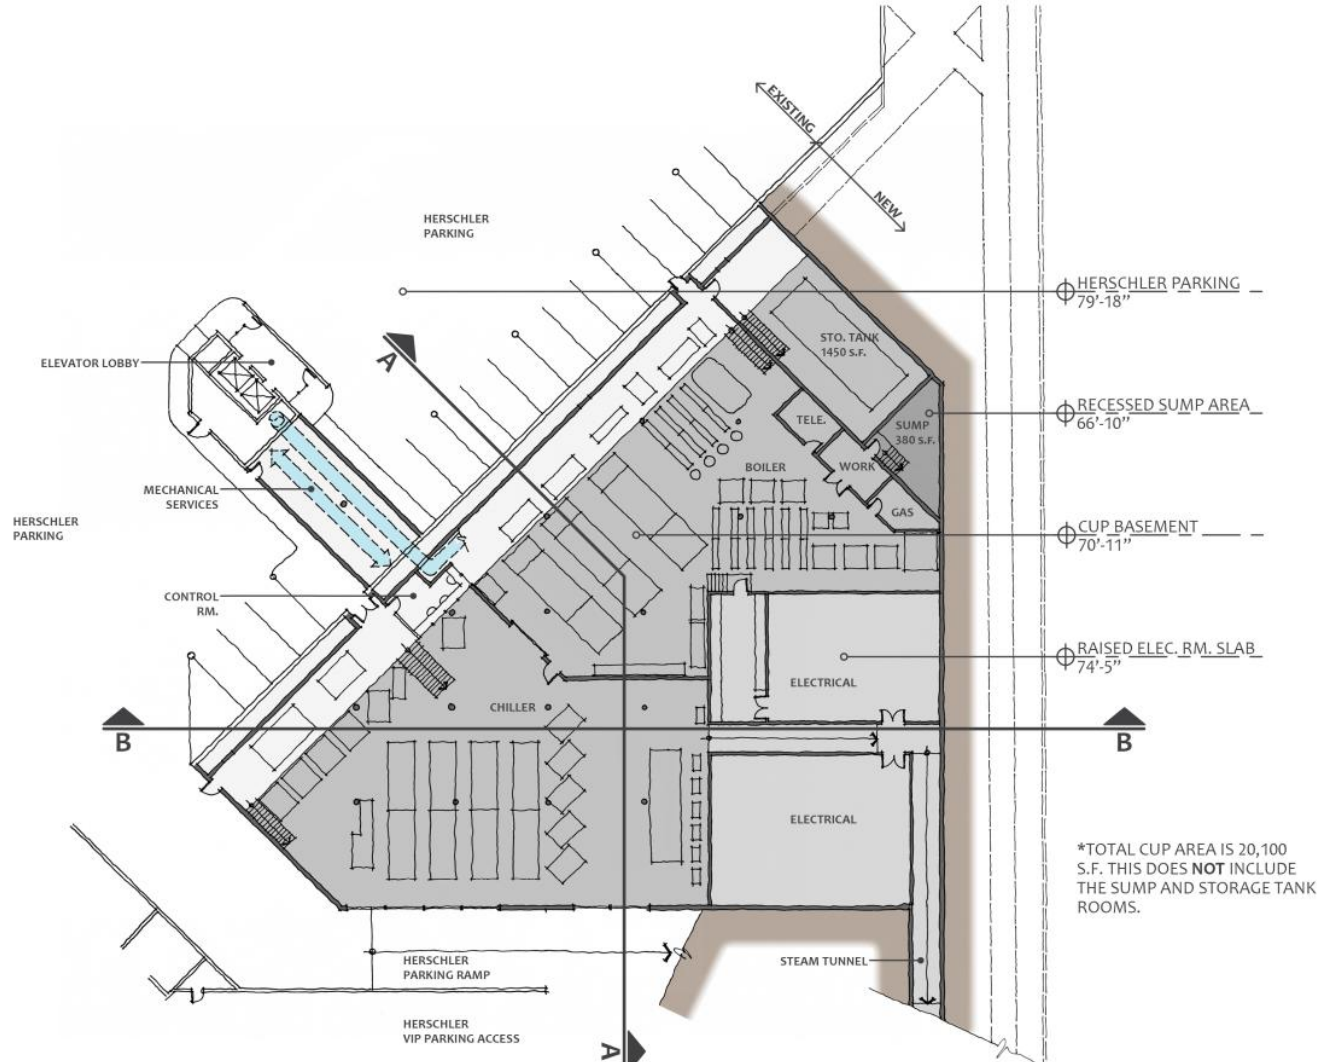 EXISTING
NEW
HERSCHLER
PARKING
HERSCHLER PARKING
79'-18"
A
STO. TANK
1450 S.F.
ELEVATOR LOBBY
RECESSED SUMP AREA
66'-10"
TELE.
SUMP
380 S.F.
BOILER
WORK
MECHANICAL
SERVICES
GAS
HERSCHLER
PARKING
CUP BASEMENT
70'-11"
CONTROL
RM.
RAISED ELEC. RM. SLAB
74'-5"
ELECTRICAL
CHILLER
B
B
ELECTRICAL
*TOTAL CUP AREA IS 20,100
S.F. THIS DOES NOT INCLUDE
THE SUMP AND STORAGE TANK
ROOMS.
HERSCHLER
PARKING RAMP
STEAM TUNNEL
HERSCHLER
VIP PARKING ACCESS
A